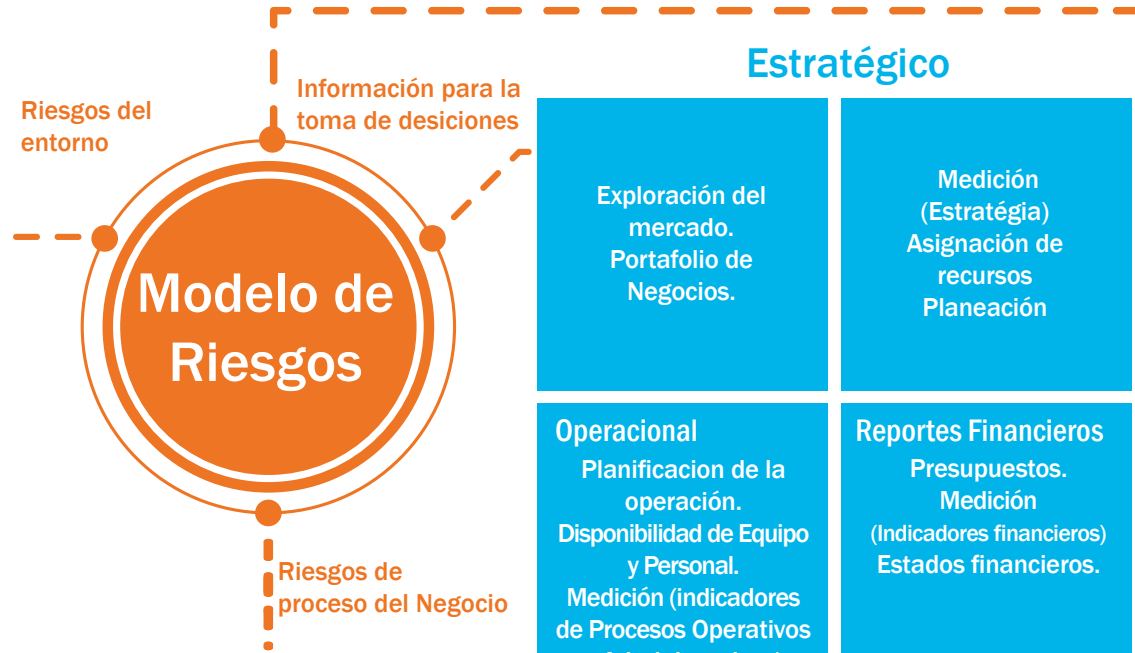 Estratégico
Riesgos del
entorno
Información para la
toma de desiciones
Modelo de
Riesgos
Riesgos de
proceso del Negocio
Exploración del
mercado.
Portafolio de
Negocios.
Medición
(Estratégia)
Asignación de
recursos
Planeación
Operacional
Planificacion de la
operación.
Disponibilidad de Equipo
y Personal.
Medición (indicadores
de Procesos Operativos
Reportes Financieros
Presupuestos.
Medición
(Indicadores financieros)
Estados financieros.